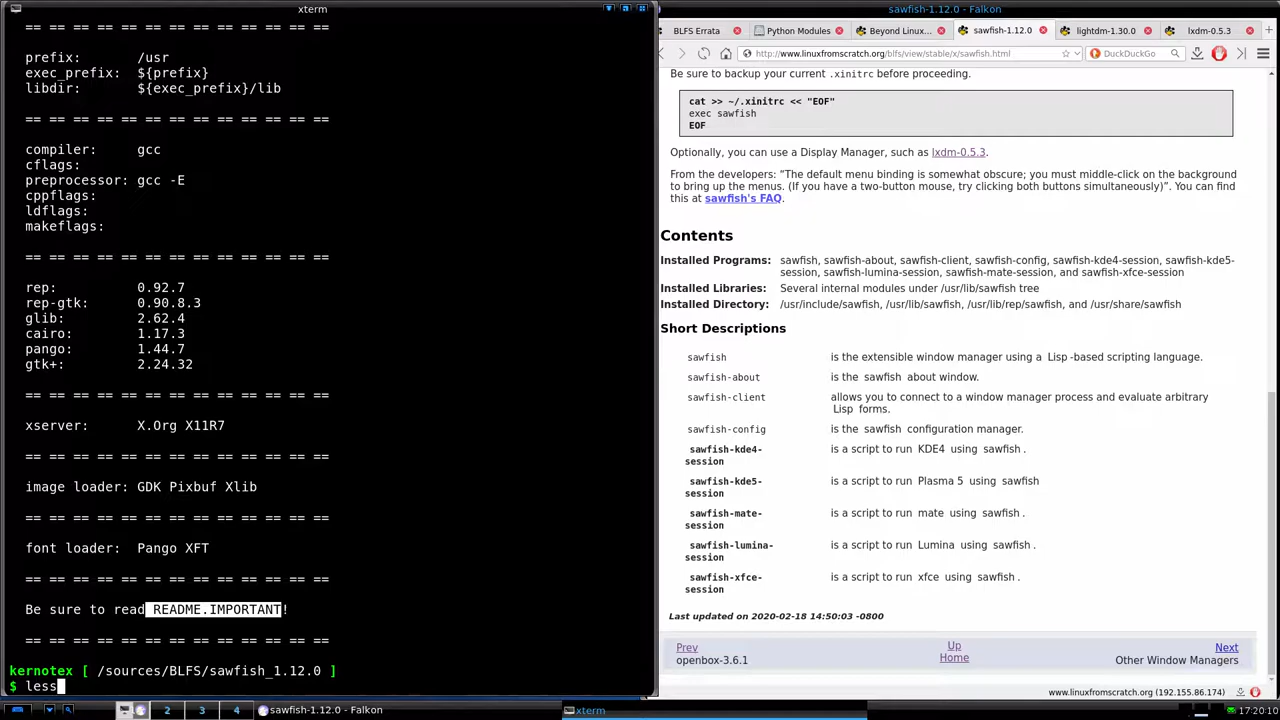 xterm
== == == == == == == == == == == == ==
prefix: /usr
exec_prefix: ${prefix}
libdir: ${exec_prefix}/lib
== == == == == == == == == == == == ==
compiler: gcc
cflags:
preprocessor: gcc -E
cppflags:
ldflags:
makeflags:
== == == == == == == == == == == == ==
rep: 0.92.7
rep-gtk: 0.90.8.3
glib: 2.62.4
cairo: 1.17.3
pango: 1.44.7
gtk+: 2.24.32
== == == == == == == == == == == == ==
xserver: X.Org X11R7
== == == == == == == == == == == == ==
image loader: GDK Pixbuf Xlib
== == == == == == == == == == == == ==
font loader: Pango XFT
== == == == == == == == == == == == ==
Be sure to read README.IMPORTANT!
== == == == == == == == == == == == ==
kernotex [ /sources/BLFS/sawfish_1.12.0 ]
$ less
sawfish-1.12.0 - Falkon
BLFS Errata Python Modules Beyond Linux... sawfish-1.12.0 lightdm-1.30.0 lxdm-0.5.3
http://www.linuxfromscratch.org/blfs/view/stable/x/sawfish.html DuckDuckGo
Be sure to backup your current .xinitrc before proceeding.
cat >> ~/.xinitrc << "EOF"
exec sawfish
EOF
Optionally, you can use a Display Manager, such as lxdm-0.5.3.
From the developers: “The default menu binding is somewhat obscure; you must middle-click on the background
to bring up the menus. (If you have a two-button mouse, try clicking both buttons simultaneously)”. You can find
this at sawfish's FAQ.
Contents
Installed Programs: sawfish, sawfish-about, sawfish-client, sawfish-config, sawfish-kde4-session, sawfish-kde5-
session, sawfish-lumina-session, sawfish-mate-session, and sawfish-xfce-session
Installed Libraries: Several internal modules under /usr/lib/sawfish tree
Installed Directory: /usr/include/sawfish, /usr/lib/sawfish, /usr/lib/rep/sawfish, and /usr/share/sawfish
Short Descriptions
sawfish is the extensible window manager using a Lisp -based scripting language.
sawfish-about is the sawfish about window.
sawfish-client allows you to connect to a window manager process and evaluate arbitrary
Lisp forms.
sawfish-config is the sawfish configuration manager.
sawfish-kde4- is a script to run KDE4 using sawfish .
session
sawfish-kde5- is a script to run Plasma 5 using sawfish
session
sawfish-mate- is a script to run mate using sawfish .
session
sawfish-lumina- is a script to run Lumina using sawfish .
session
sawfish-xfce- is a script to run xfce using sawfish .
session
Last updated on 2020-02-18 14:50:03 -0800
Prev Up Next
openbox-3.6.1 Home Other Window Managers
www.linuxfromscratch.org (192.155.86.174)
2 3 4 sawfish-1.12.0 - Falkon xterm 17:20:10